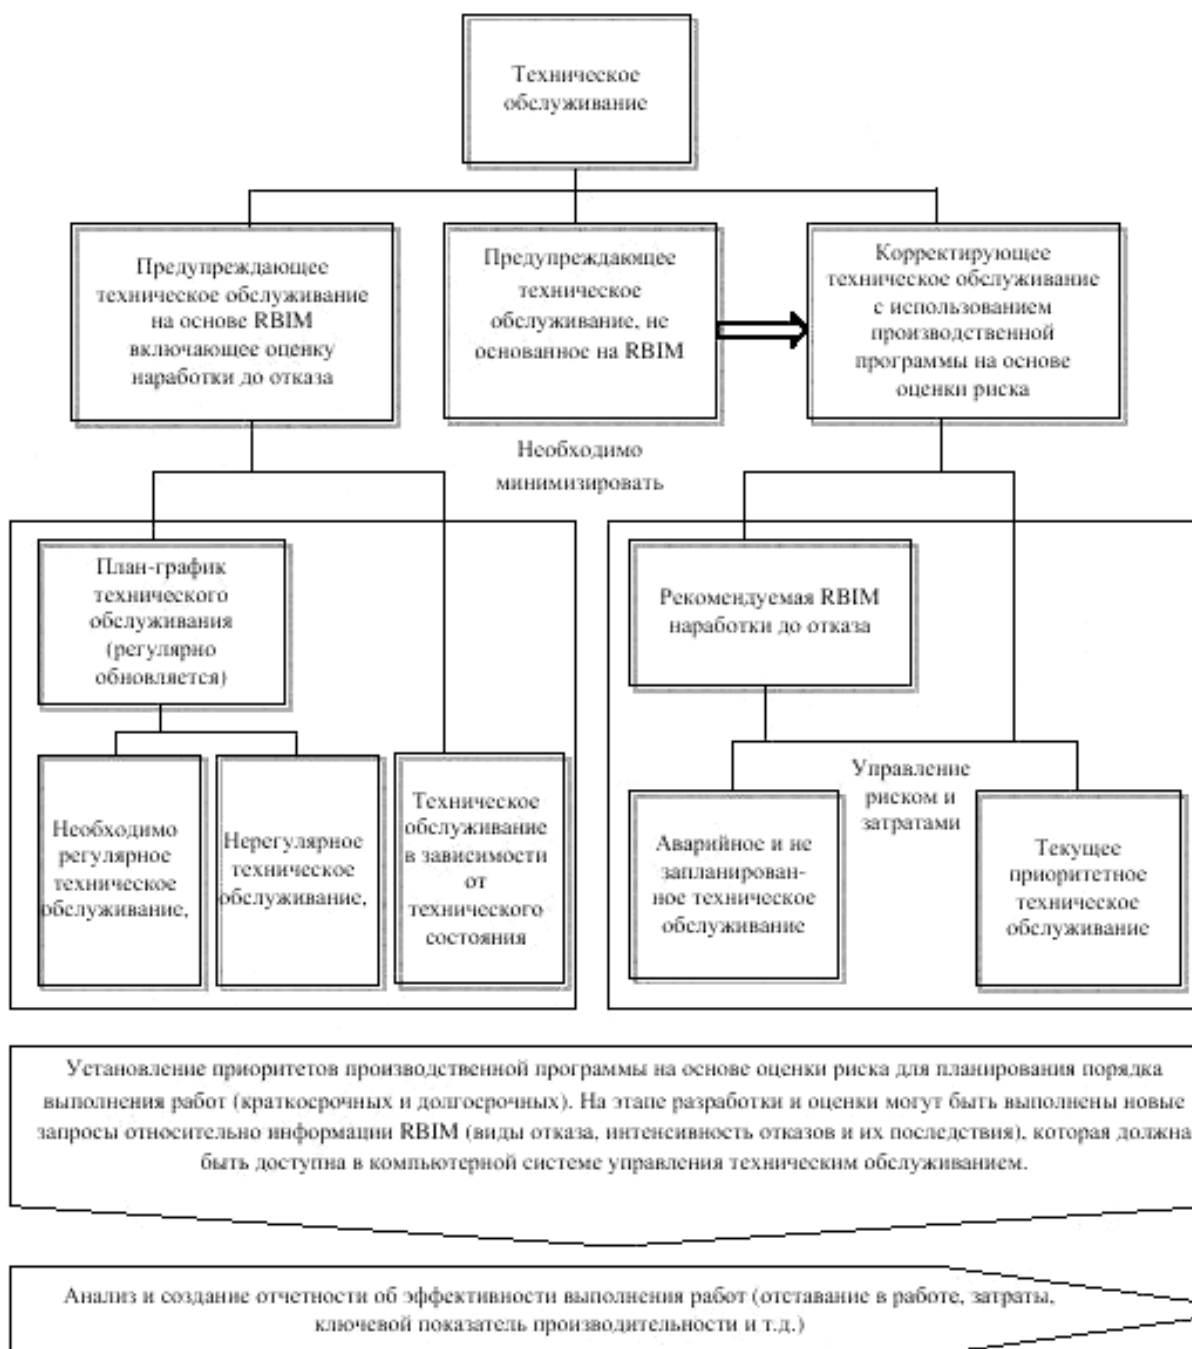 Техническое
обслуживание
Предупреждающее
техническое обслуживание
на основе RBIM
включающее оценку
наработки до отказа
Предупреждающее
техническое
обслуживание, не
основанное на RBIM
Корректирующее
техническое обслуживание
с использованием
производственной
программы на основе
оценки риска
Необходимо
минимизировать
План-график
технического
обслуживания
(регулярно
обновляется)
Рекомендуемая RBIM
наработки до отказа
Необходимо
регулярное
техническое
обслуживание,
Нерегулярное
техническое
обслуживание,
Техническое
обслуживание
в зависимости
от
технического
состояния
Управление
риском и
затратами
Аварийное и не
запланирован-
ное техническое
обслуживание
Текущее
приоритетное
техническое
обслуживание
Установление приоритетов производственной программы на основе оценки риска для планирования порядка
выполнения работ (краткосрочных и долгосрочных). На этапе разработки и оценки могут быть выполнены новые
запросы относительно информации RBIM (виды отказа, интенсивность отказов и их последствия), которая должна
быть доступна в компьютерной системе управления техническим обслуживанием.
Анализ и создание отчетности об эффективности выполнения работ (отставание в работе, затраты,
ключевой показатель производительности и т.д.)